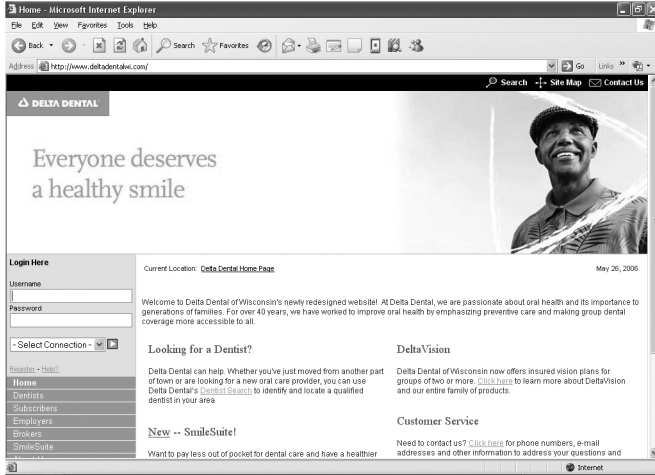 Home - Microsoft Internet Explorer
File Edit View Favorites Tools Help
Back Search Favorites
Address http://www.deltadentalwi.com/ Go Links »
Search Site Map Contact Us
DELTA DENTAL
Everyone deserves
a healthy smile
Login Here
Username
Password
- Select Connection -
Register - Help?
Home
Dentists
Subscribers
Employers
Brokers
SmileSuite
Current Location: Delta Dental Home Page May 26, 2006
Welcome to Delta Dental of Wisconsin's newly redesigned website! At Delta Dental, we are passionate about oral health and its importance to
generations of families. For over 40 years, we have worked to improve oral health by emphasizing preventive care and making group dental
coverage more accessible to all.
Looking for a Dentist?
Delta Dental can help. Whether you've just moved from another part
of town or are looking for a new oral care provider, you can use
Delta Dental's Dentist Search to identify and locate a qualified
dentist in your area
New -- SmileSuite!
Want to pay less out of pocket for dental care and have a healthier
DeltaVision
Delta Dental of Wisconsin now offers insured vision plans for
groups of two or more. Click here to learn more about DeltaVision
and our entire family of products.
Customer Service
Need to contact us? Click here for phone numbers, e-mail
addresses and other information to address your questions and
Internet